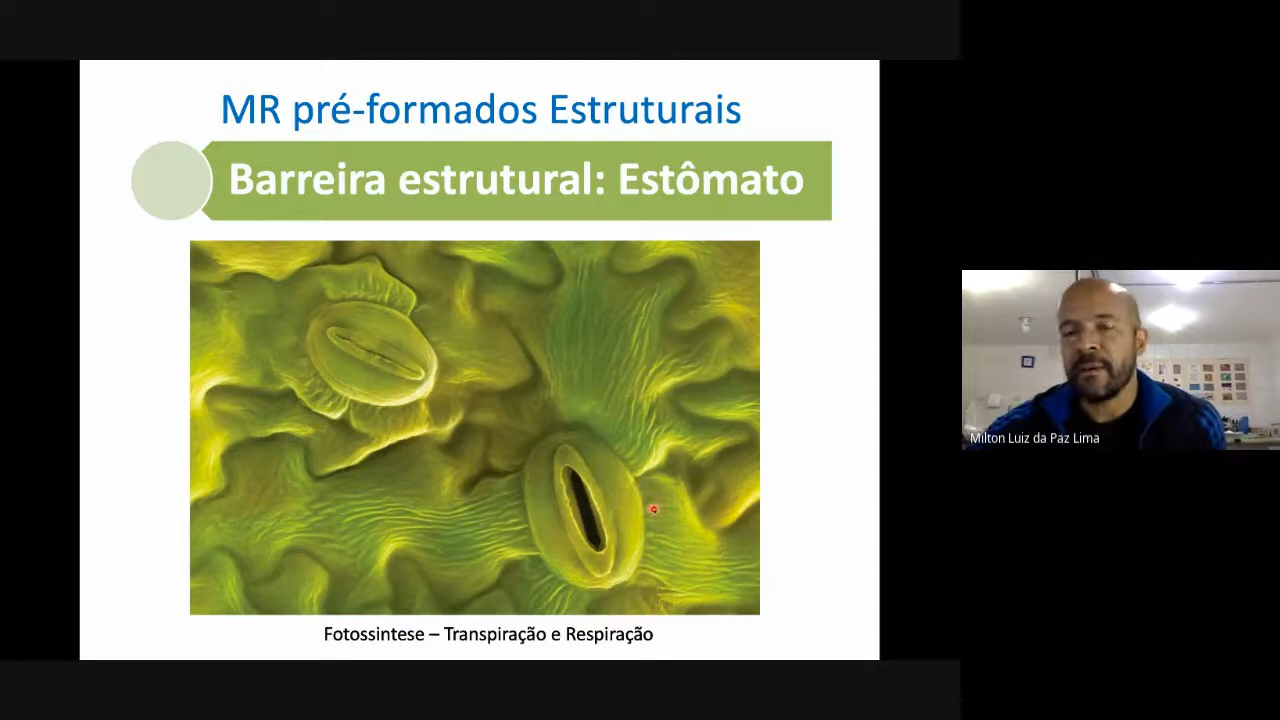 MR pré-formados Estruturais
Barreira estrutural: Estômato
Fotossintese – Transpiração e Respiração
Milton Luiz da Paz Lima